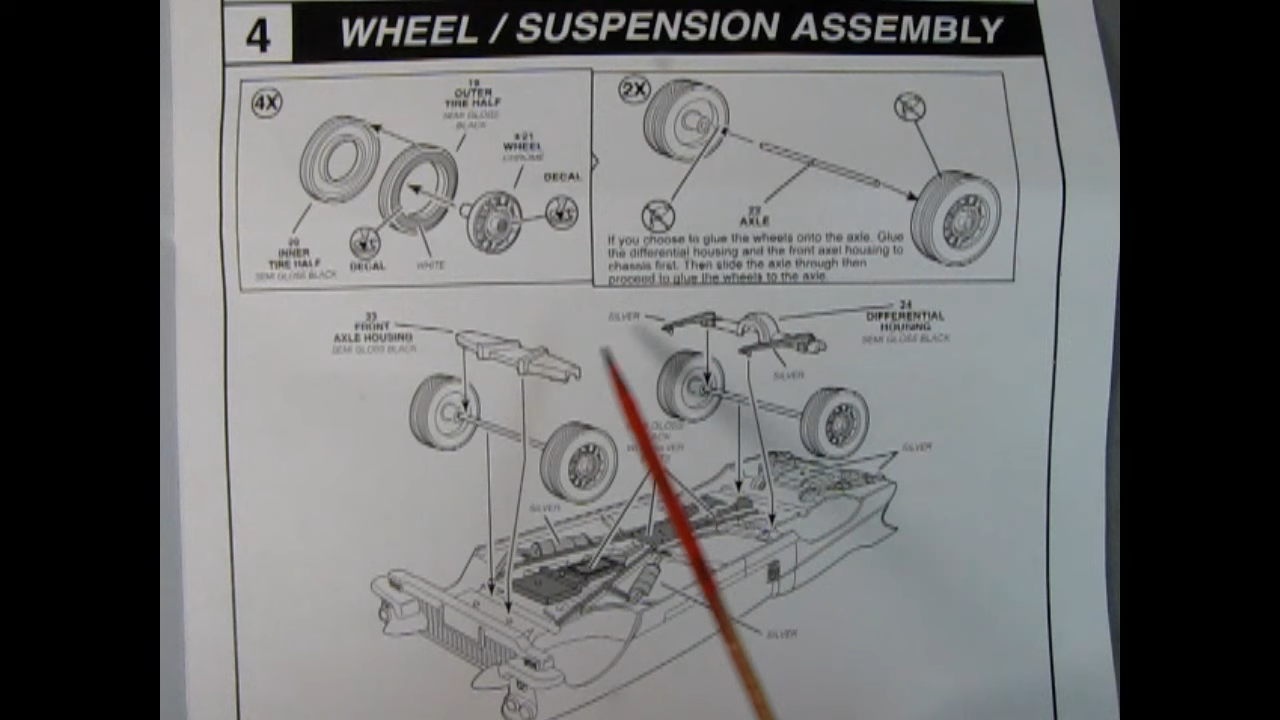 4
WHEEL / SUSPENSION ASSEMBLY
4X
19
OUTER
TIRE HALF
SEMI GLOSS
BLACK
WHEEL
CHROME
DECAL
INNER
TIRE HALF
SEMI GLOSS BLACK
DECAL
WHITE
2X
AXLE
If you choose to glue the wheels onto the axle. Glue
the differential housing and the front axel housing to
chassis first. Then slide the axle through then
proceed to glue the wheels to the axle.
FRONT
AXLE HOUSING
SEMI GLOSS BLACK
SILVER
24
DIFFERENTIAL
HOUSING
SEMI GLOSS BLACK
SILVER
SILVER
SILVER
SILVER